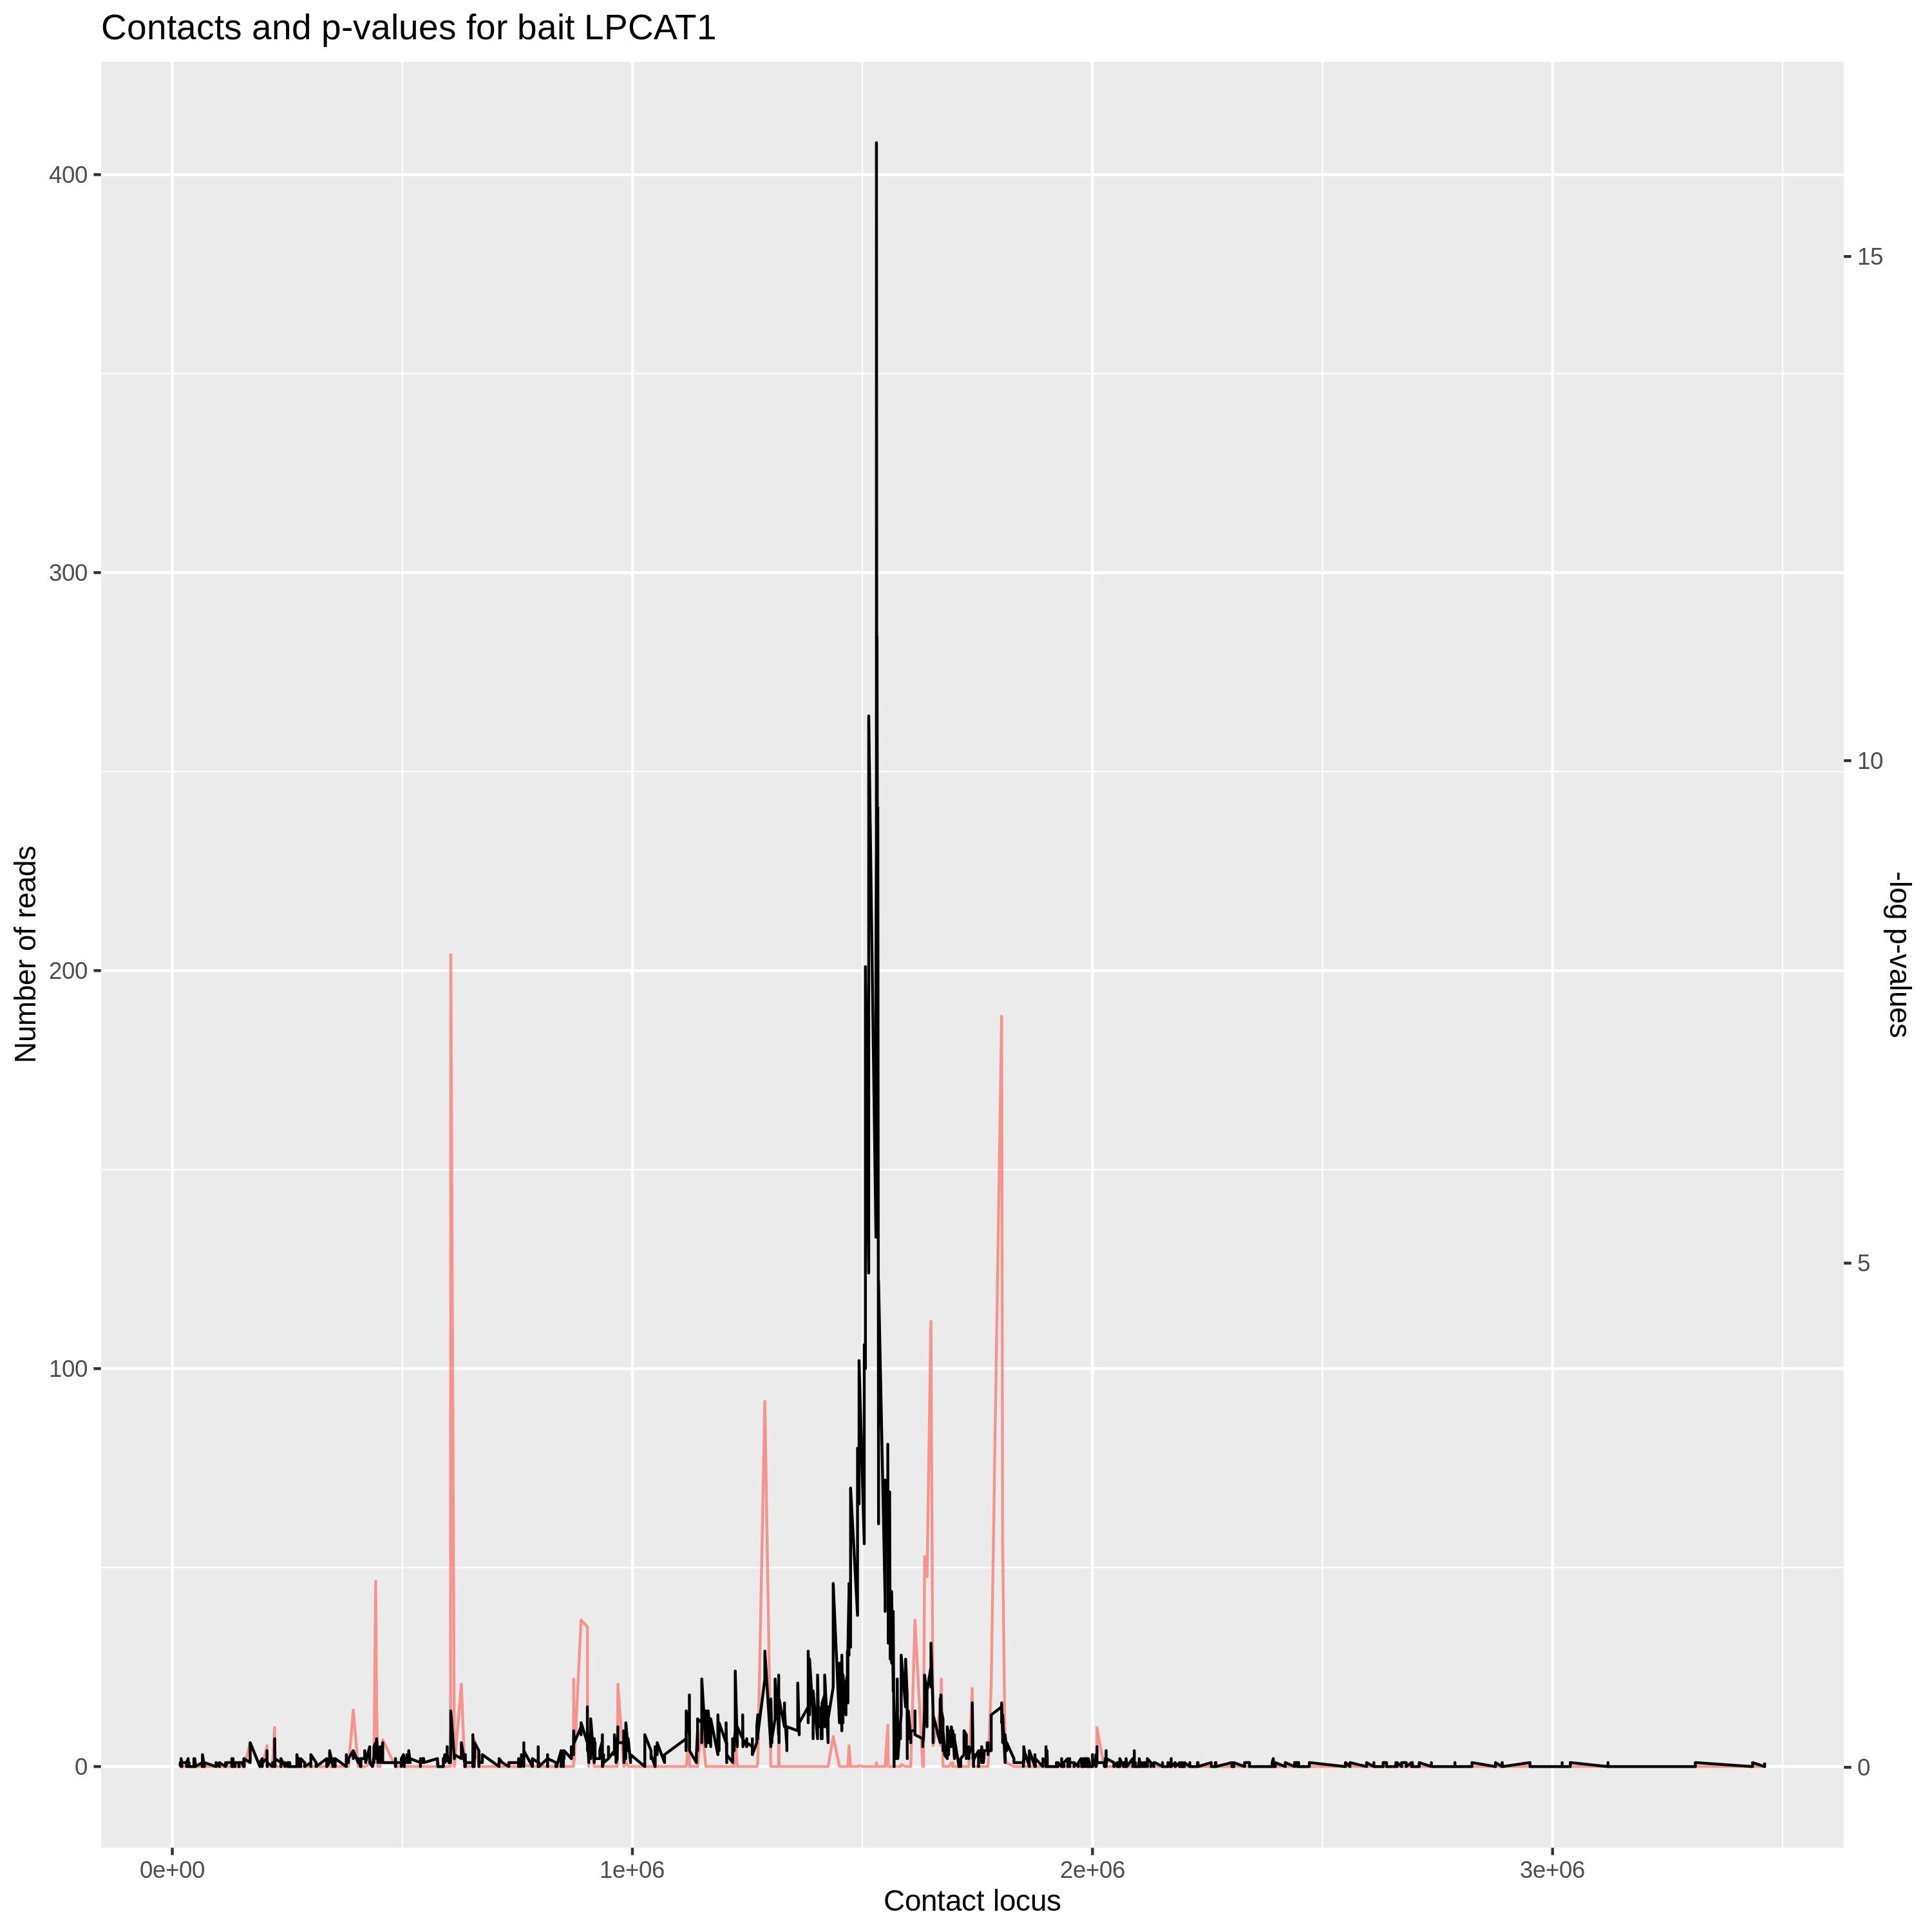 Contacts and p-values for bait LPCAT1
400
300
200
100
0
Number of reads
15
10
5
0
-log p-values
0e+00
1e+06
2e+06
3e+06
Contact locus